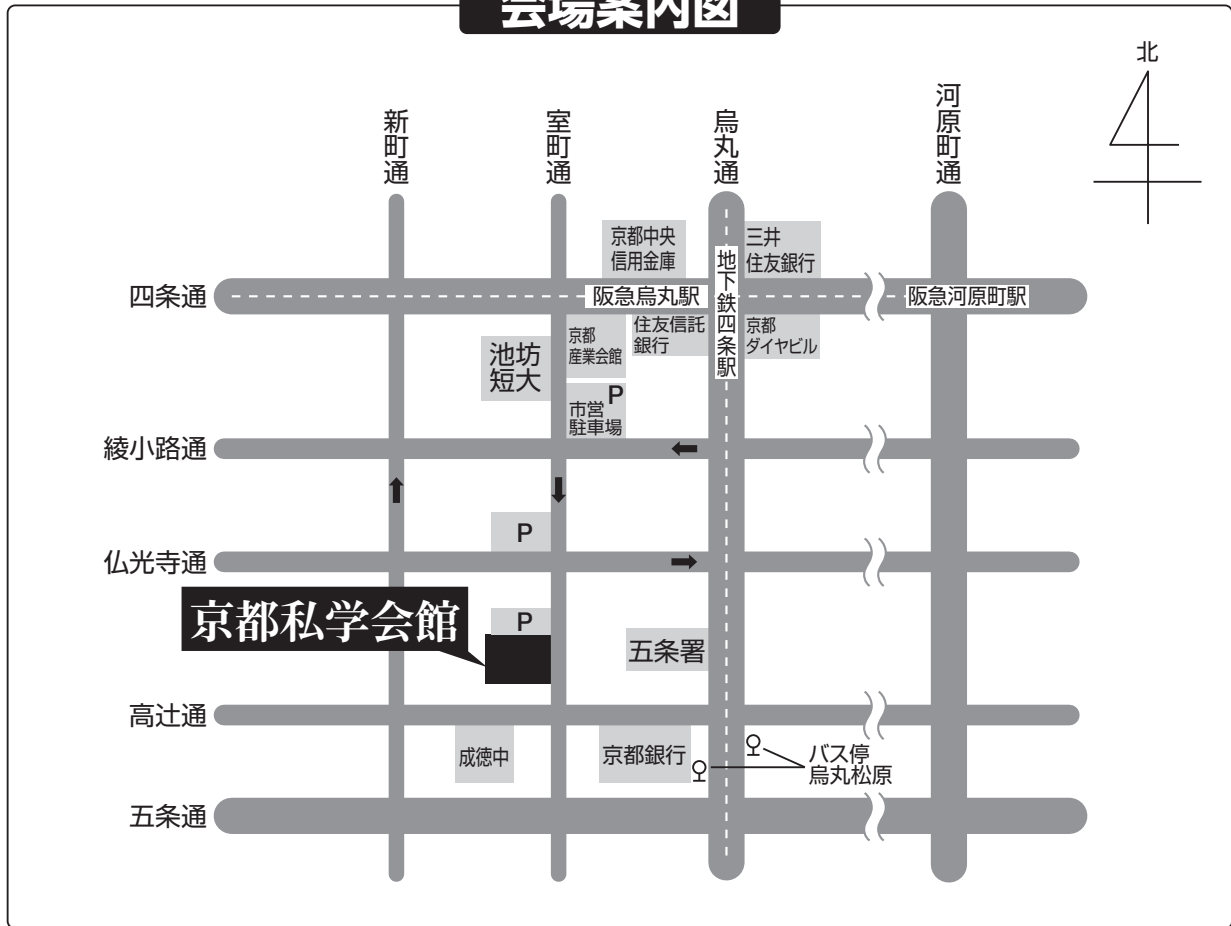 会場案内図
北
新町通
室町通
烏丸通
河原町通
京都中央
信用金庫
三井
住友銀行
四条通
阪急烏丸駅
地下鉄四条駅
阪急河原町駅
池坊
短大
京都
産業会館
住友信託
銀行
京都
ダイヤビル
P
市営
駐車場
綾小路通
P
仏光寺通
京都私学会館
P
五条署
高辻通
成徳中
京都銀行
バス停
烏丸松原
五条通